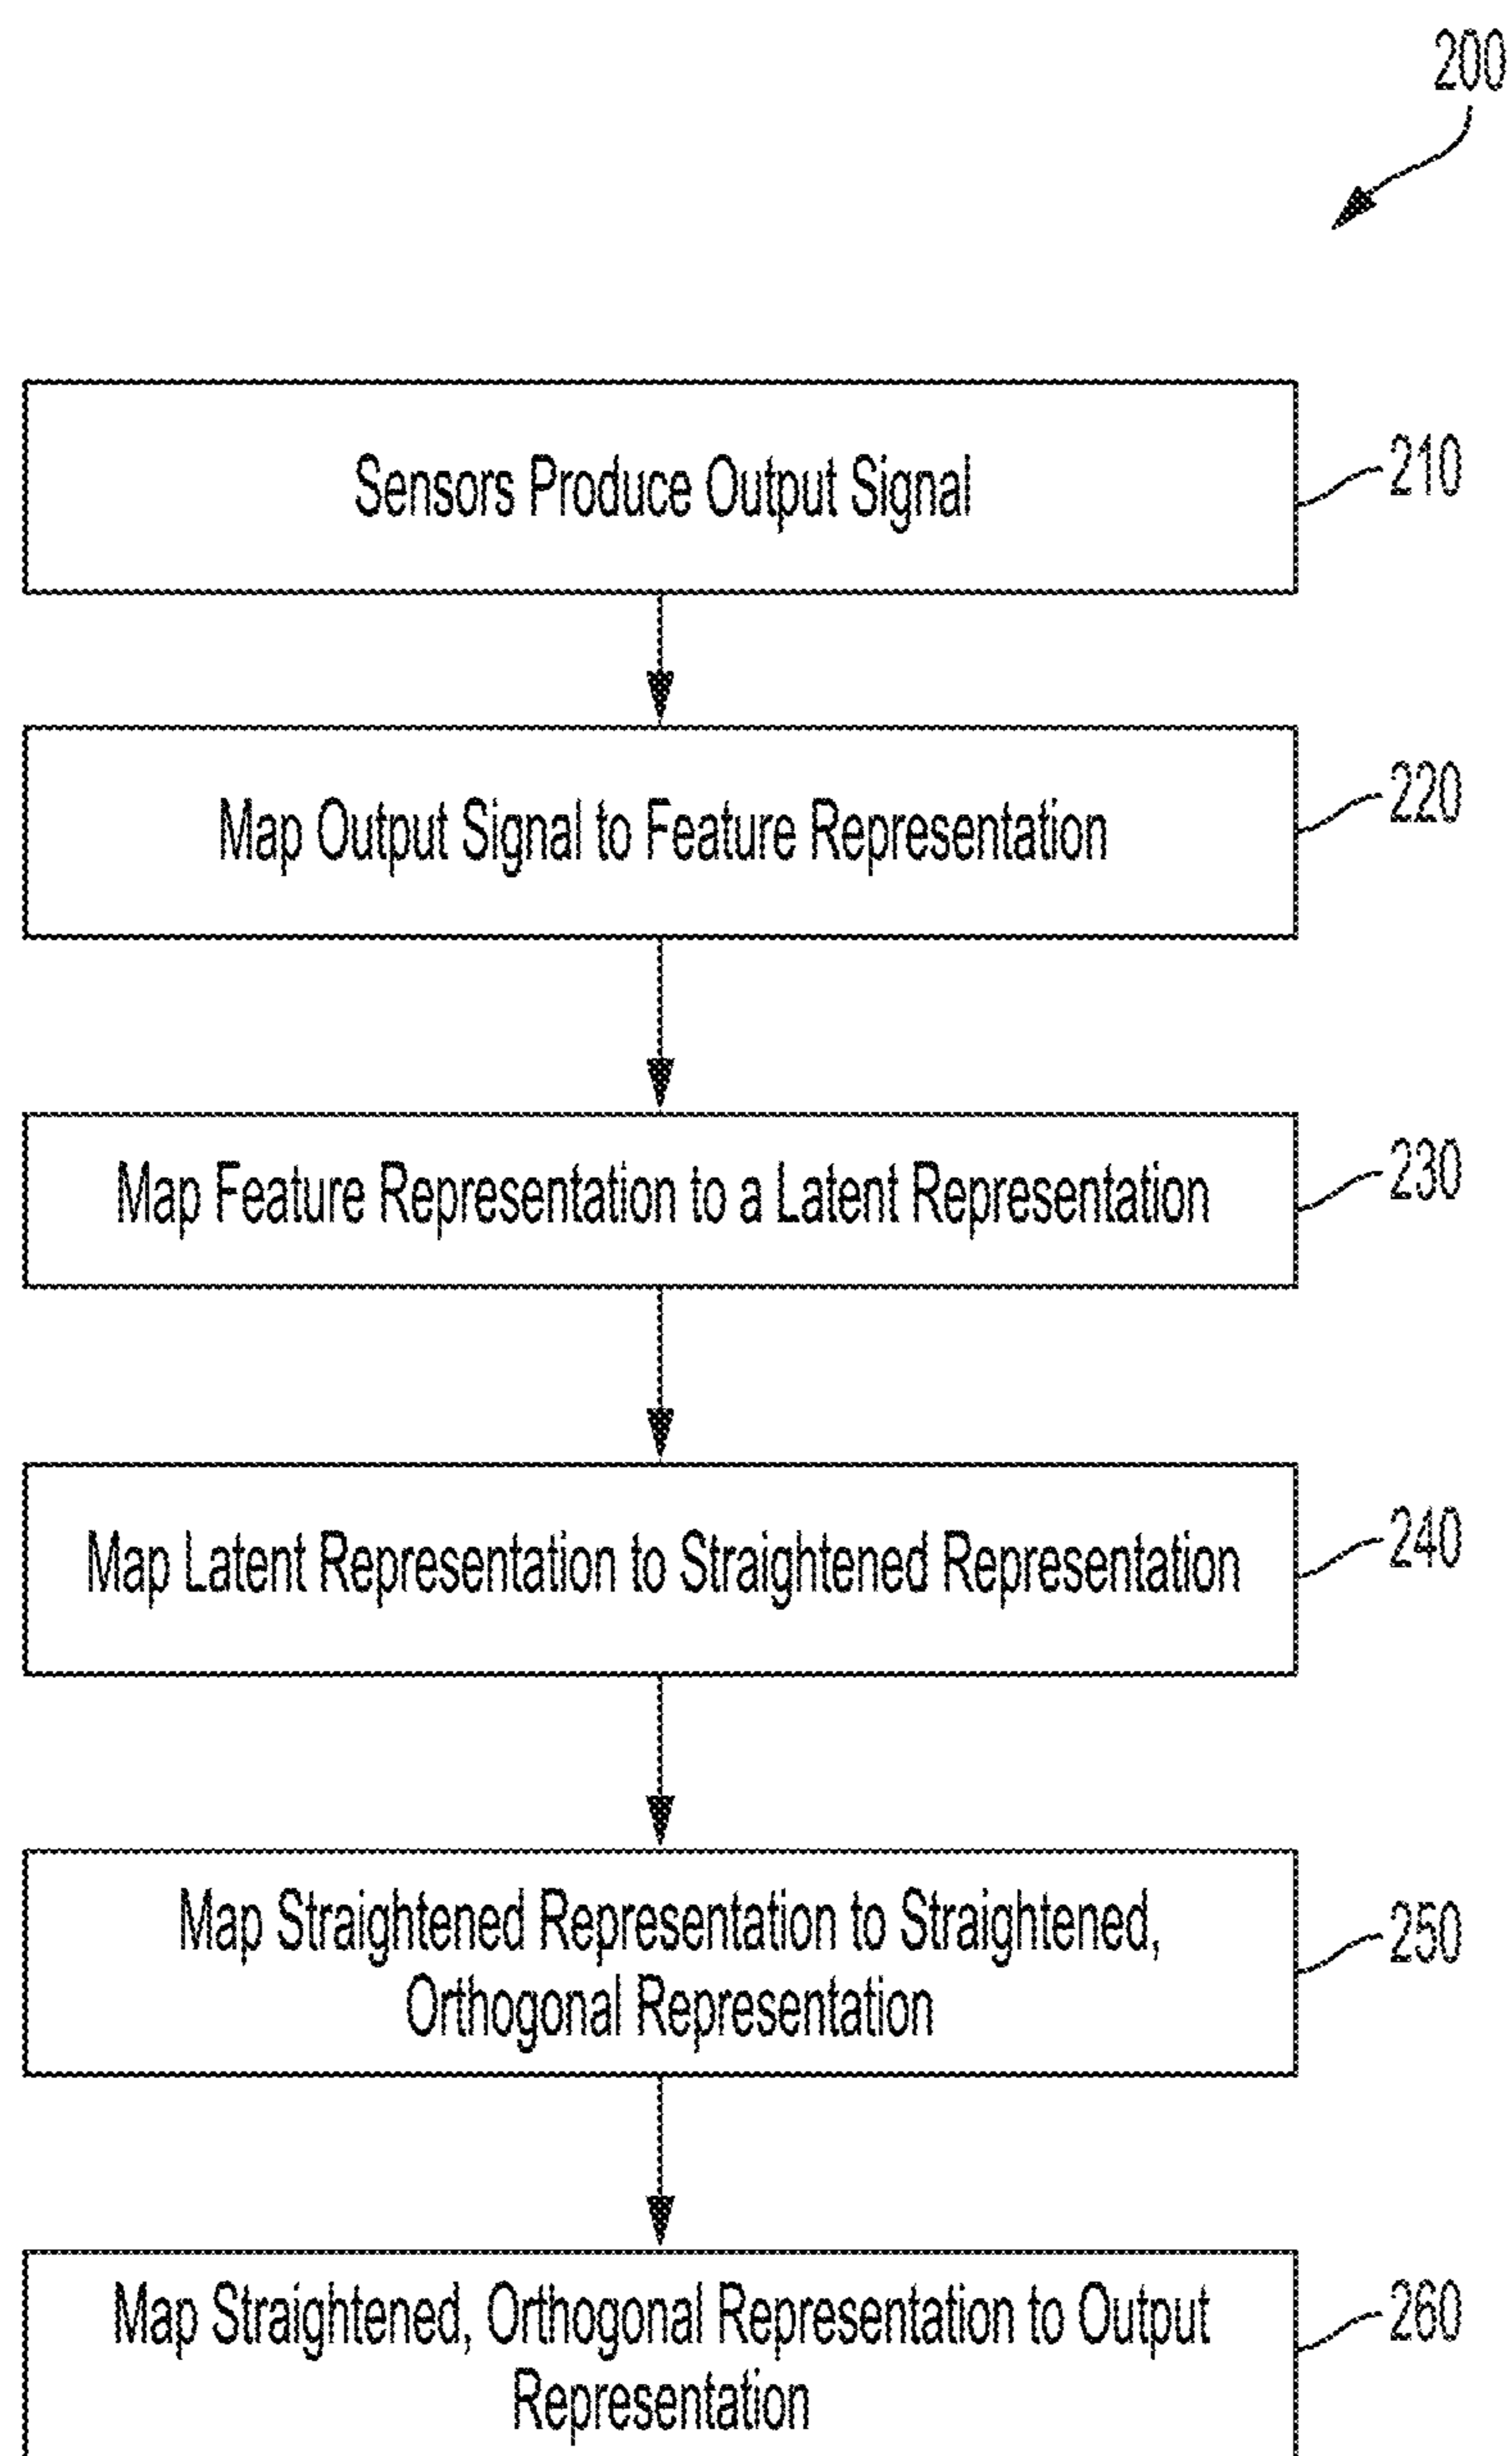 200
Sensors Produce Output Signal
210
Map Output Signal to Feature Representation
220
Map Feature Representation to a Latent Representation
230
Map Latent Representation to Straightened Representation
240
Map Straightened Representation to Straightened,
Orthogonal Representation
250
Map Straightened, Orthogonal Representation to Output
Representation
260